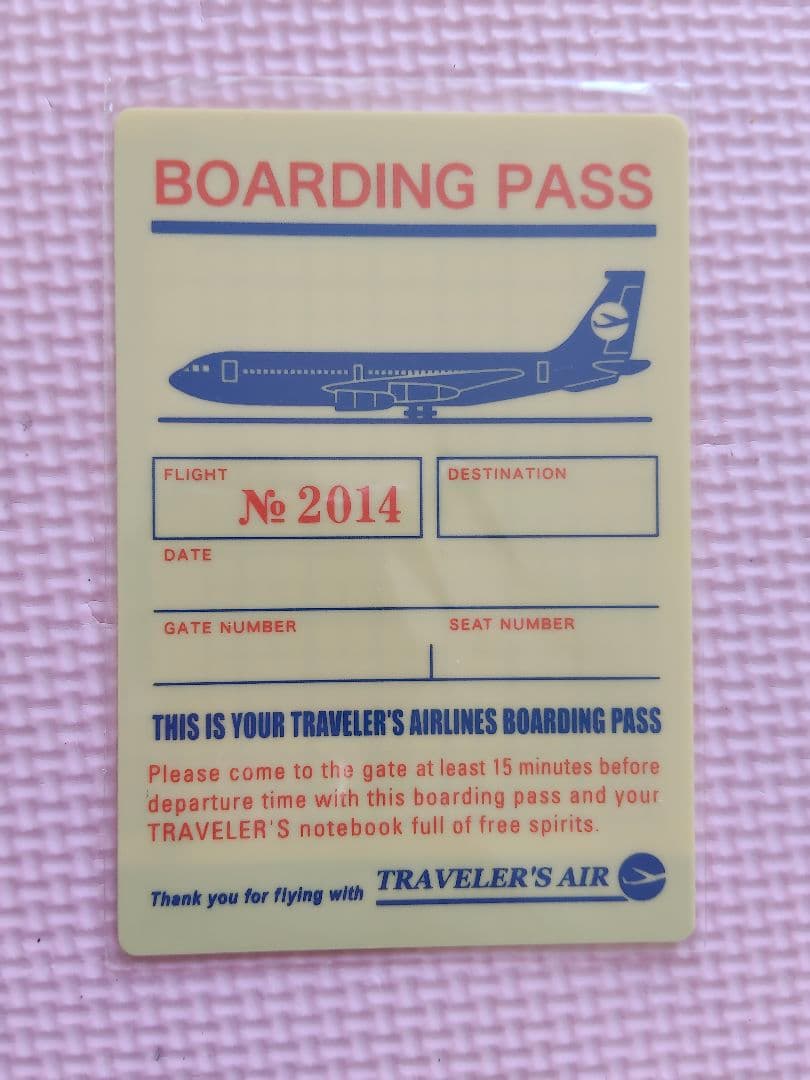 BOARDING PASS
FLIGHT
№ 2014
DESTINATION
DATE
GATE NUMBER
SEAT NUMBER
THIS IS YOUR TRAVELER'S AIRLINES BOARDING PASS
Please come to the gate at least 15 minutes before
departure time with this boarding pass and your
TRAVELER'S notebook full of free spirits.
Thank you for flying with TRAVELER'S AIR